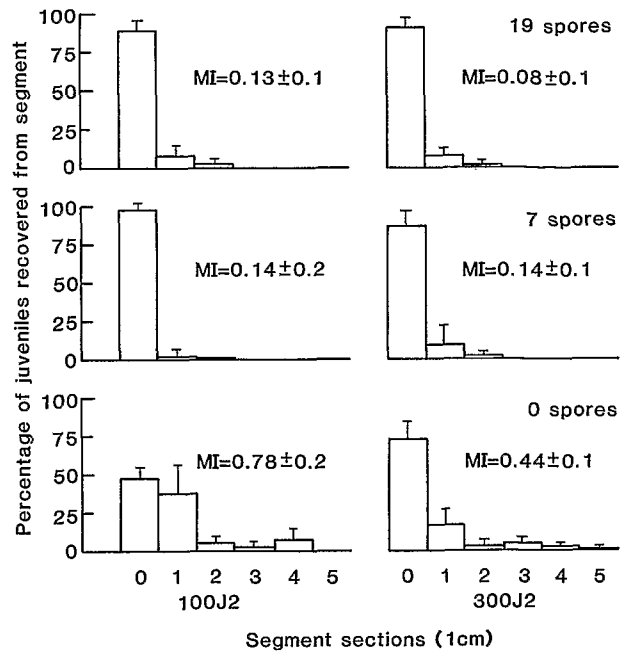 Percentage of juveniles recovered from segment
100
75
50
25
0
MI=0.13±0.1
19 spores
MI=0.08±0.1
100
75
50
25
0
MI=0.14±0.2
7 spores
MI=0.14±0.1
100
75
50
25
0
MI=0.78±0.2
0 spores
MI=0.44±0.1
0 1 2 3 4 5
100J2
0 1 2 3 4 5
300J2
Segment sections (1cm)